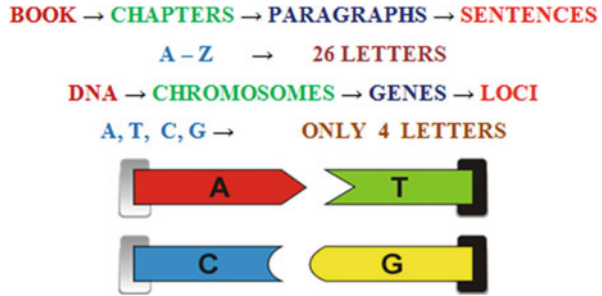 BOOK → CHAPTERS → PARAGRAPHS → SENTENCES
A – Z → 26 LETTERS
DNA → CHROMOSOMES → GENES → LOCI
A, T, C, G → ONLY 4 LETTERS
A T
C G